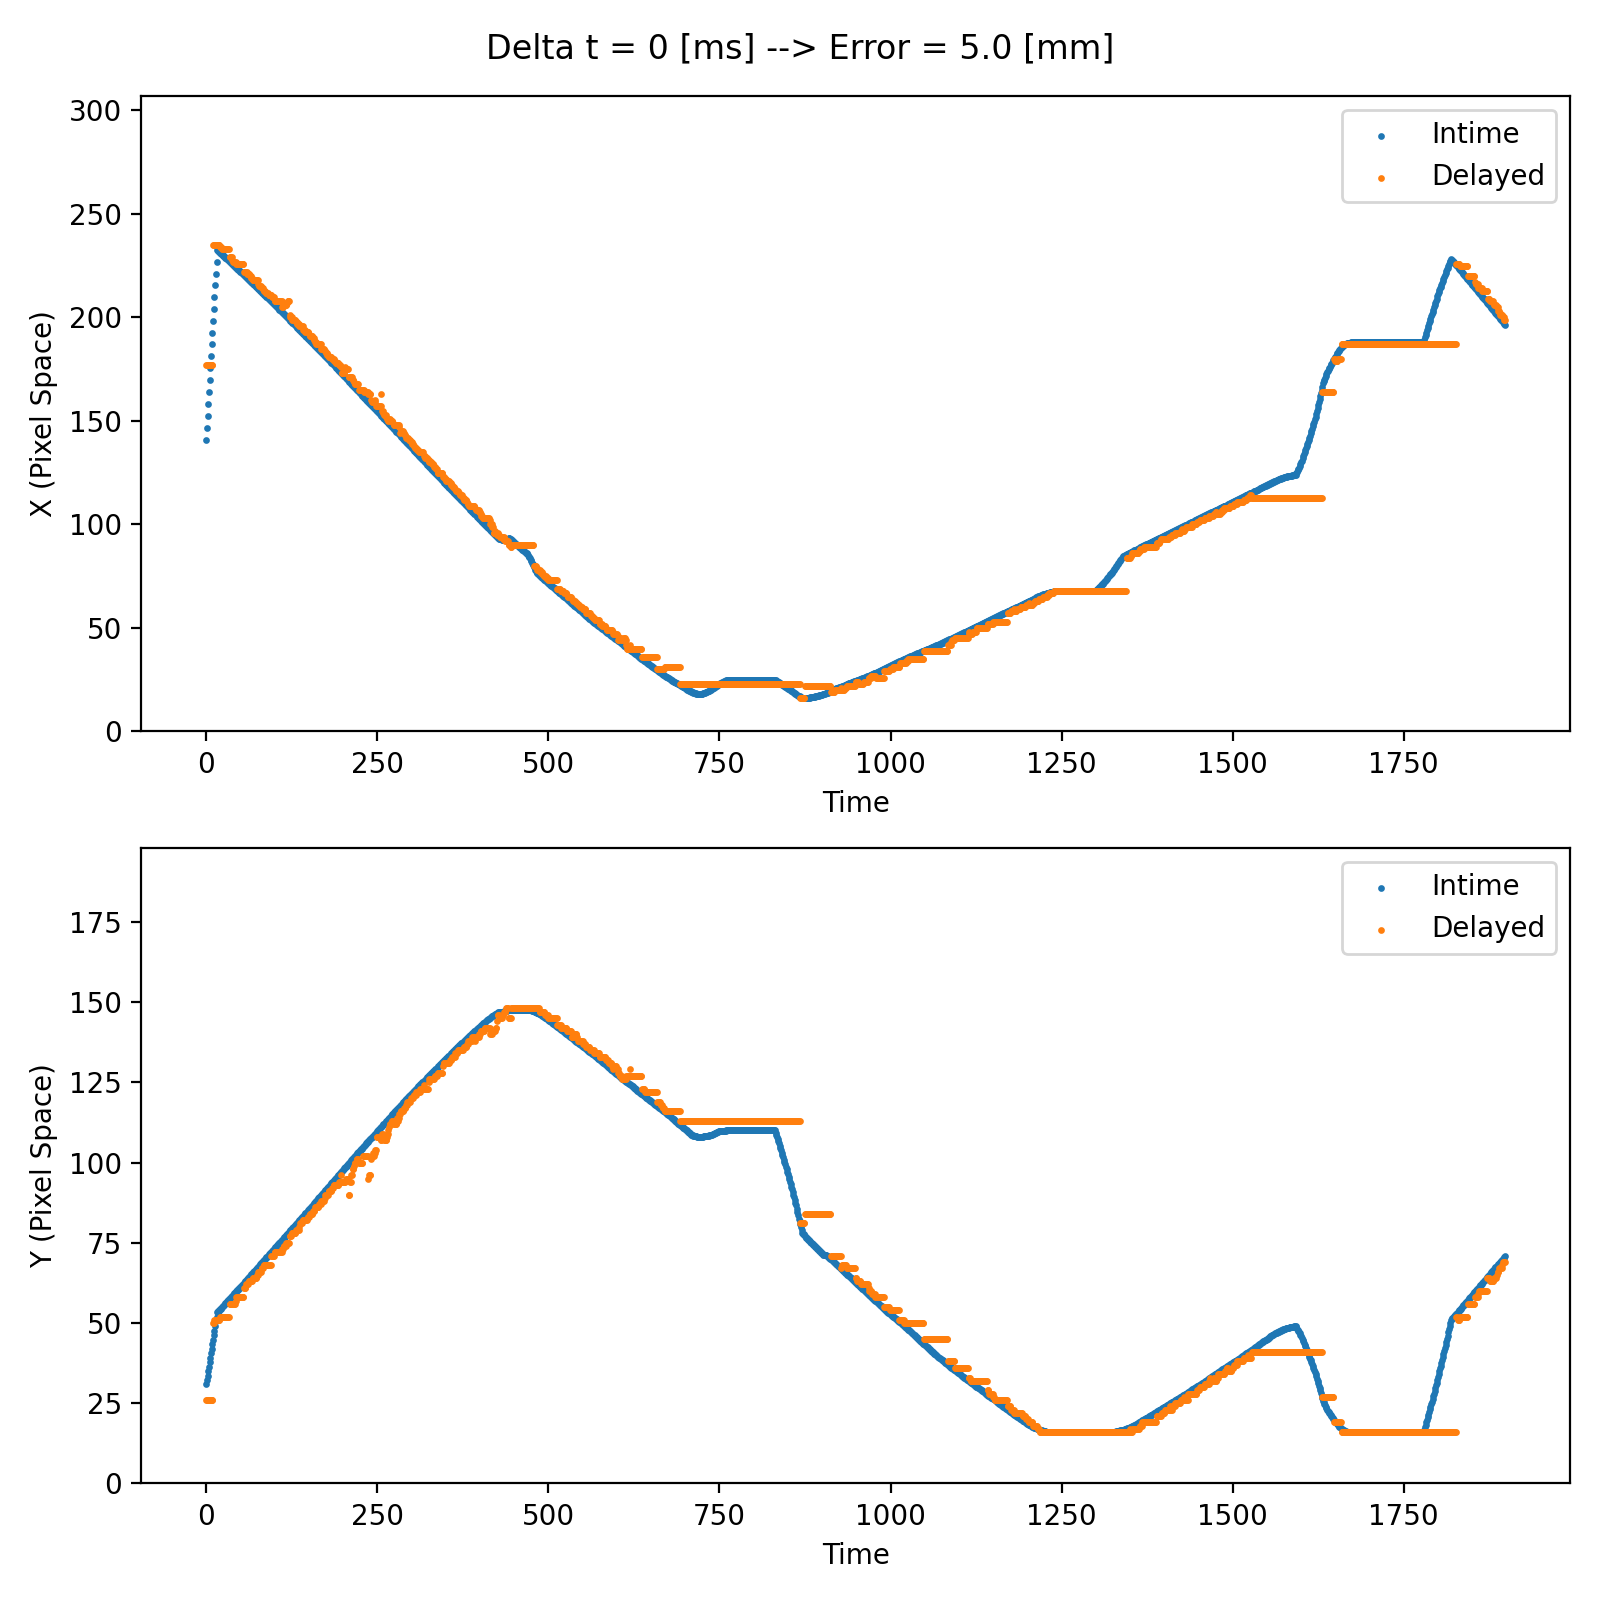 Delta t = 0 [ms] --> Error = 5.0 [mm]
300
250
200
150
100
50
0
X (Pixel Space)
Intime
Delayed
0 250 500 750 1000 1250 1500 1750
Time
175
150
125
100
75
50
25
0
Y (Pixel Space)
Intime
Delayed
0 250 500 750 1000 1250 1500 1750
Time